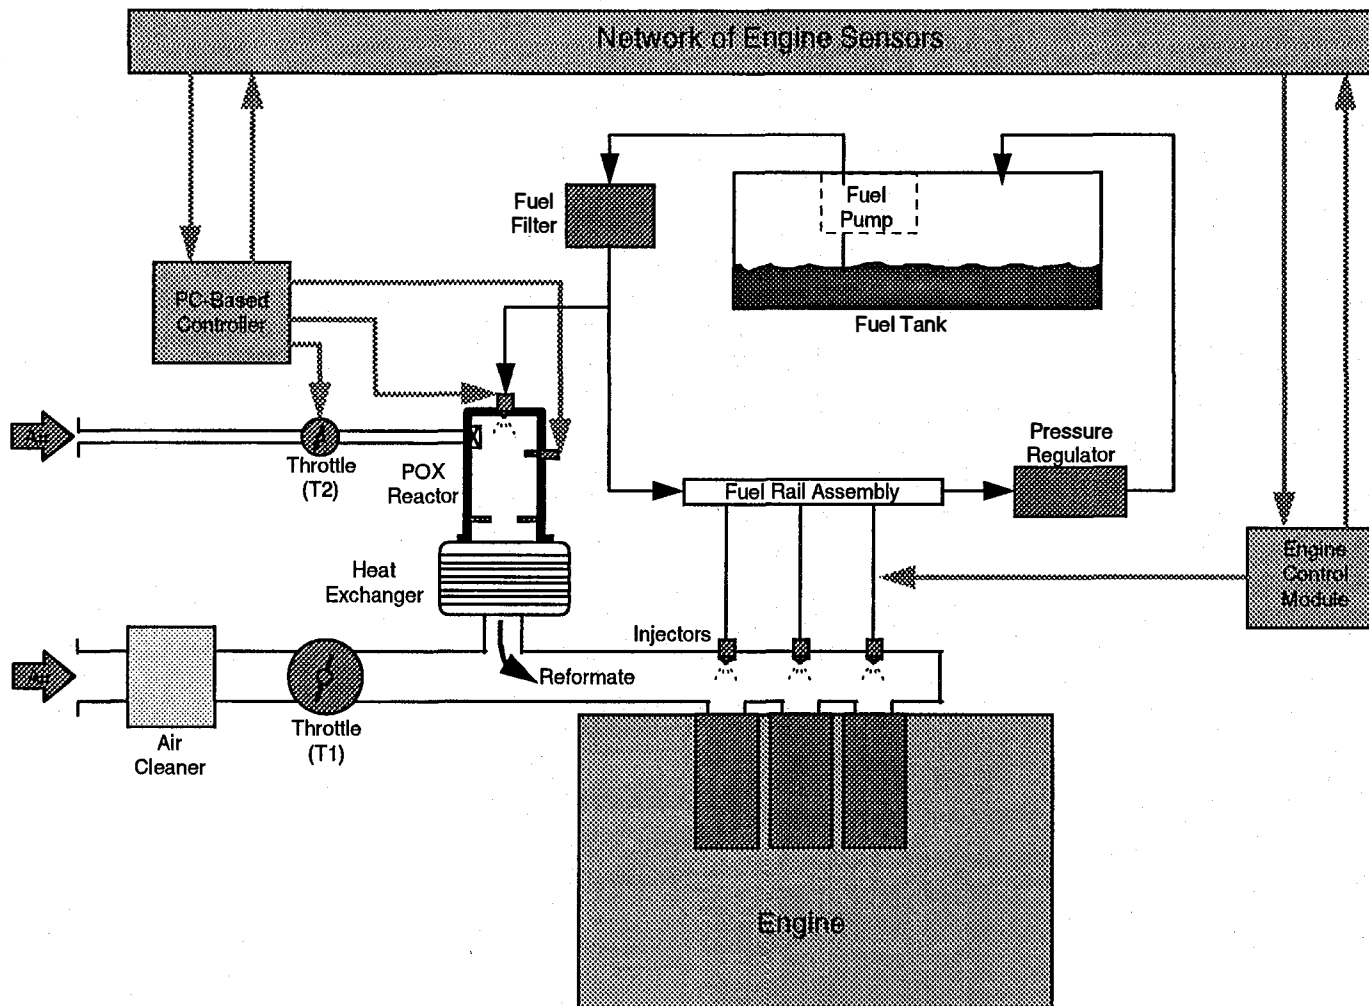 Network of Engine Sensors
Fuel
Filter
Fuel
Pump
Fuel Tank
PC-Based
Controller
Air
Throttle
(T2)
POX
Reactor
Pressure
Regulator
Fuel Rail Assembly
Engine
Control
Module
Heat
Exchanger
Injectors
Air
Reformate
Throttle
(T1)
Air
Cleaner
Engine